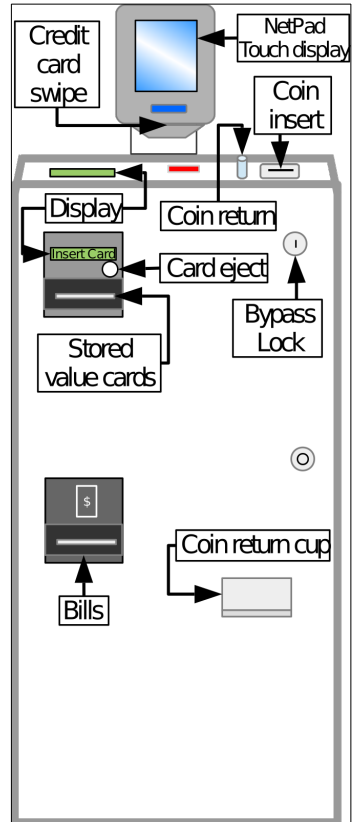 Credit
card
swipe
NetPad
Touch display
Coin
insert
Display
Coin return
Insert Card
Card eject
Bypass
Lock
Stored
value cards
$
Coin return cup
Bills